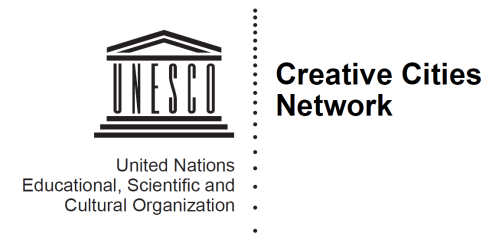 UNESCO
United Nations
Educational, Scientific and
Cultural Organization
Creative Cities
Network